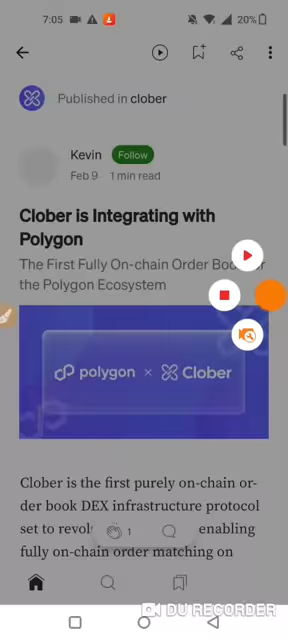 7:05
20%
Published in clober
Kevin Follow
Feb 9 · 1 min read
Clober is Integrating with
Polygon
The First Fully On-chain Order Boo or
the Polygon Ecosystem
polygon × Clober
Clober is the first purely on-chain or-
der book DEX infrastructure protocol
set to revol enabling
1
fully on-chain order matching on
DU RECORDER